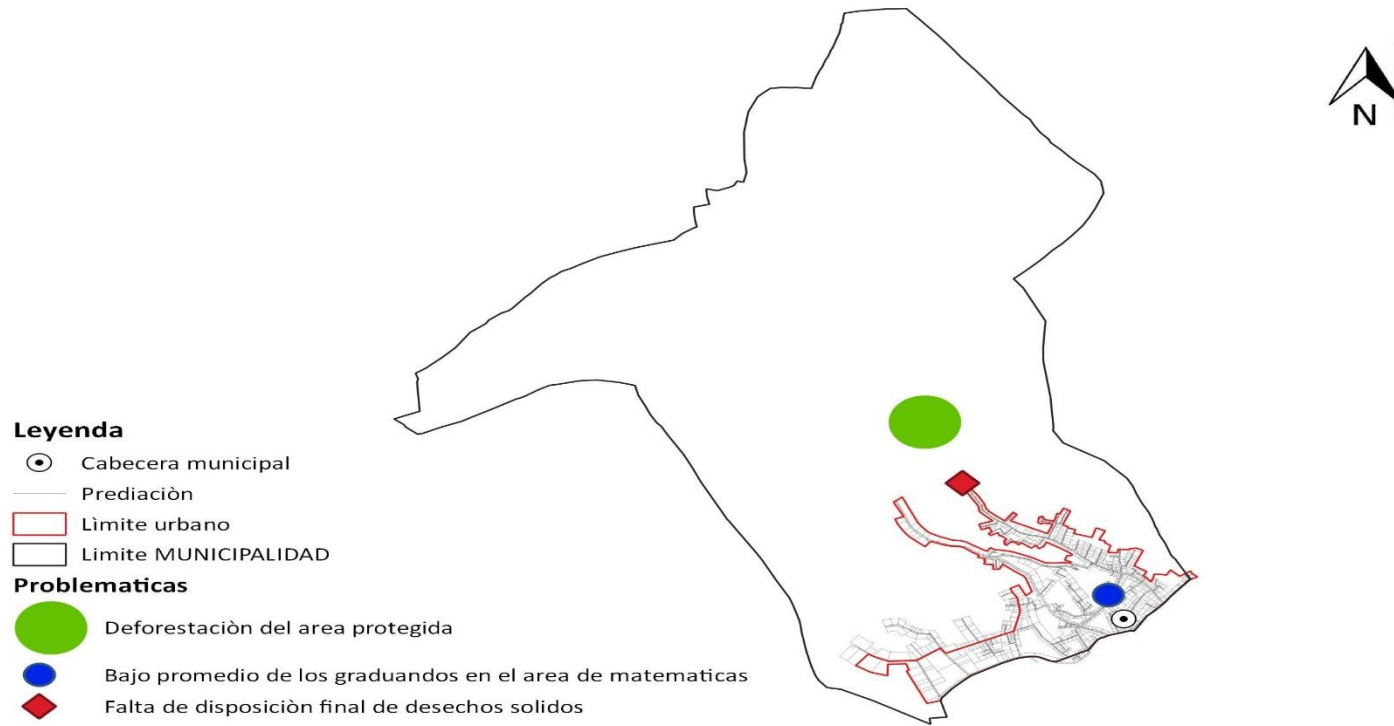 N
Leyenda
Cabecera municipal
Prediaciòn
Lìmite urbano
Limite MUNICIPALIDAD
Problematicas
Deforestaciòn del area protegida
Bajo promedio de los graduandos en el area de matematicas
Falta de disposiciòn final de desechos solidos